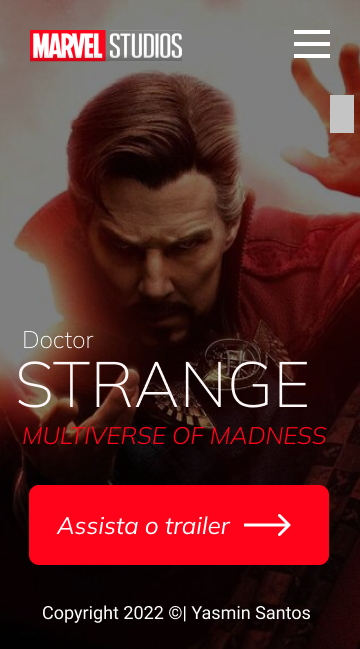 MARVEL STUDIOS
Doctor
STRANGE
MULTIVERSE OF MADNESS
Assista o trailer
Copyright 2022 ©| Yasmin Santos